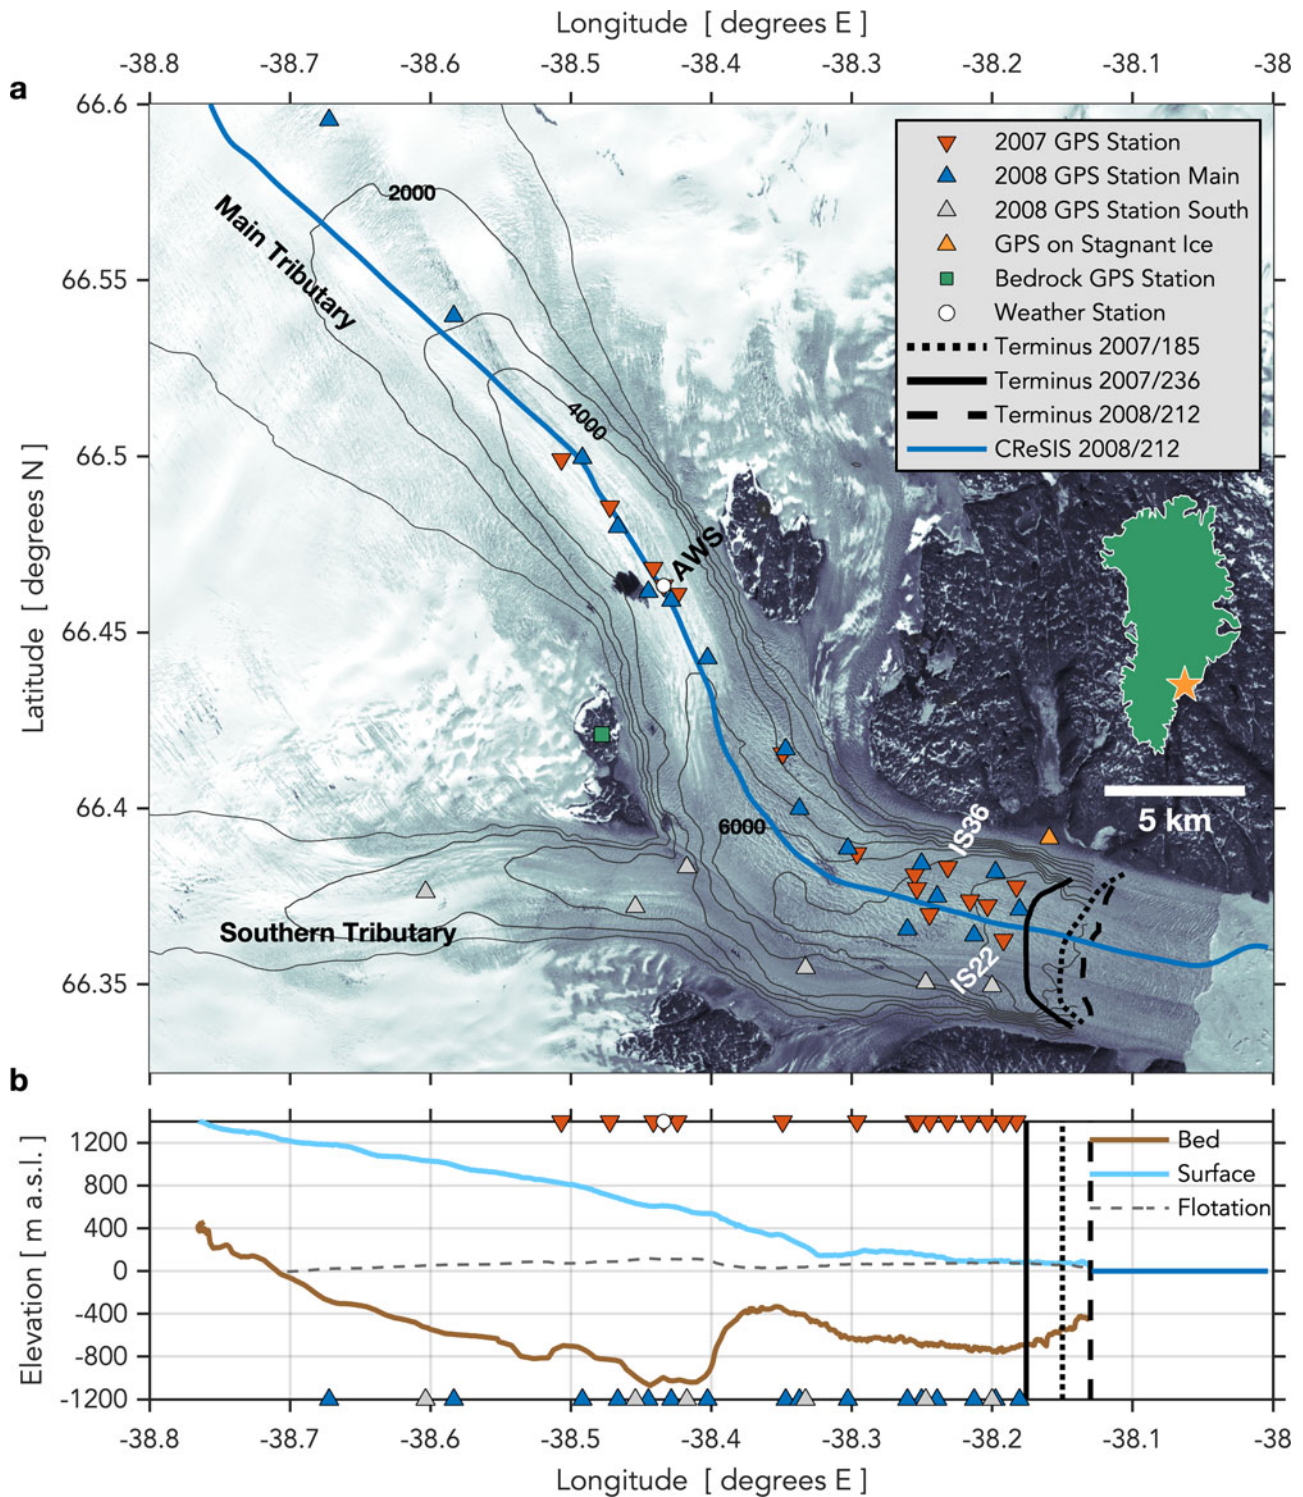 Longitude [ degrees E ]
-38.8 -38.7 -38.6 -38.5 -38.4 -38.3 -38.2 -38.1 -38
a
66.6
66.55
66.5
66.45
66.4
66.35
Latitude [ degrees N ]
2007 GPS Station
2008 GPS Station Main
2008 GPS Station South
GPS on Stagnant Ice
Bedrock GPS Station
Weather Station
Terminus 2007/185
Terminus 2007/236
Terminus 2008/212
CReSIS 2008/212
2000
Main Tributary
4000
AWS
5 km
6000
IS36
Southern Tributary
IS22
b
1200
800
400
0
-400
-800
-1200
Elevation [ m a.s.l. ]
Bed
Surface
Flotation
-38.8 -38.7 -38.6 -38.5 -38.4 -38.3 -38.2 -38.1 -38
Longitude [ degrees E ]